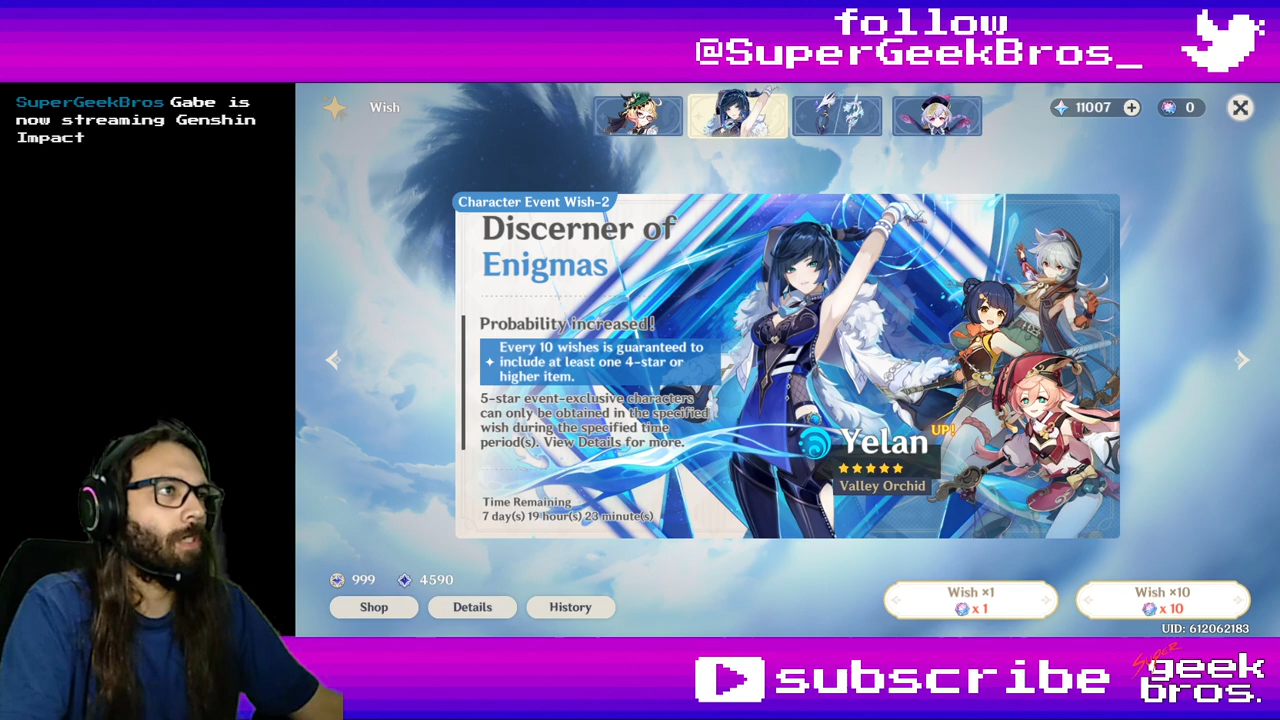 follow
@SuperGeekBros_
SuperGeekBros Gabe is
now streaming Genshin
Impact
Wish
11007
0
Character Event Wish-2
Discerner of
Enigmas
Probability increased!
Every 10 wishes is guaranteed to
include at least one 4-star or
higher item.
5-star event-exclusive characters
can only be obtained in the specified
wish during the specified time
period(s). View Details for more.
UP!
Yelan
Valley Orchid
Time Remaining
7 day(s) 19 hour(s) 23 minute(s)
999
4590
Shop
Details
History
Wish ×1
x 1
Wish ×10
x 10
UID: 612062183
subscribe
super
geek
bros.